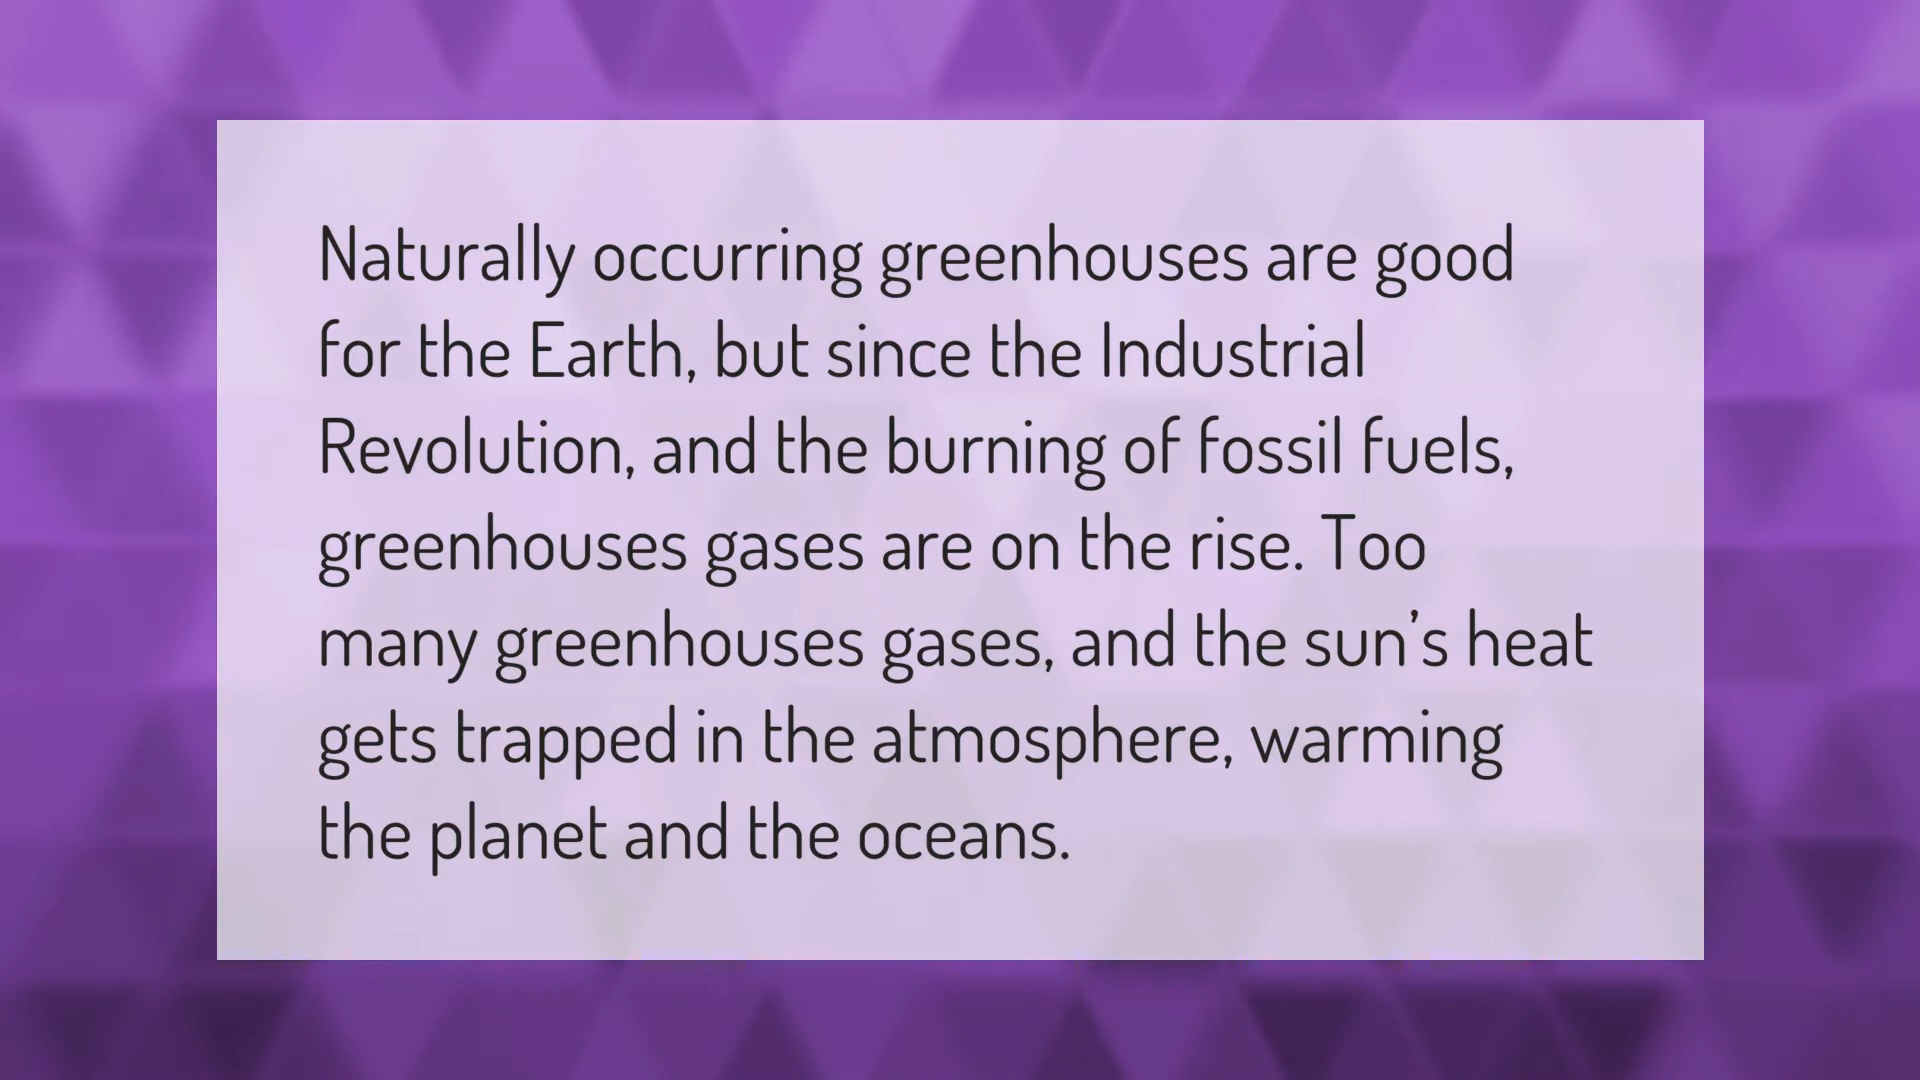 Naturally occurring greenhouses are good
for the Earth, but since the Industrial
Revolution, and the burning of fossil fuels,
greenhouses gases are on the rise. Too
many greenhouses gases, and the sun’s heat
gets trapped in the atmosphere, warming
the planet and the oceans.